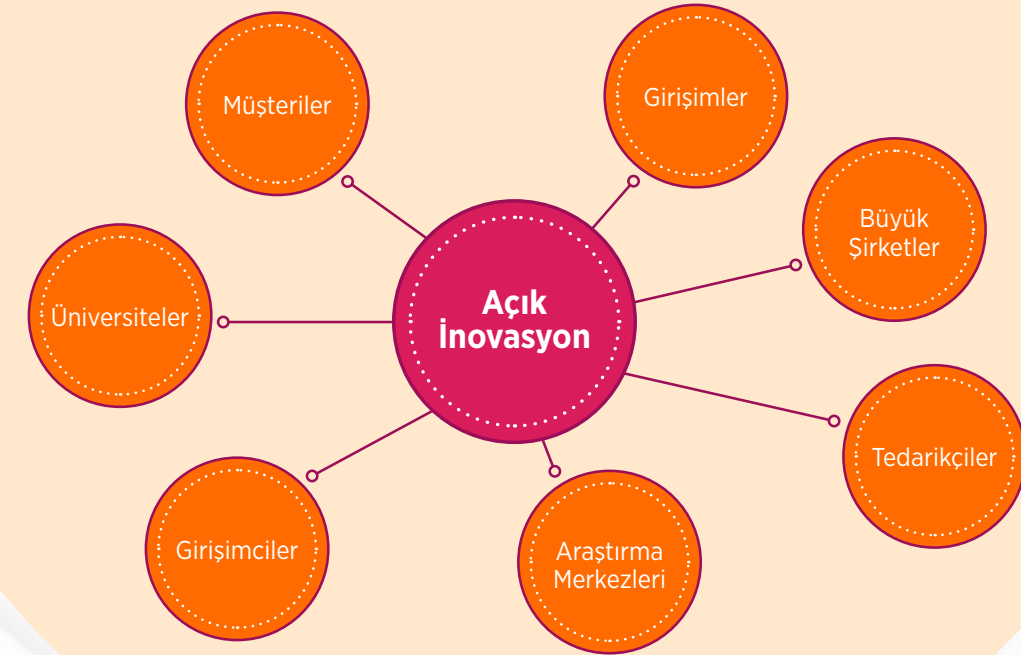 Müşteriler
Girişimler
Büyük
Şirketler
Açık
İnovasyon
Üniversiteler
Tedarikçiler
Girişimciler
Araştırma
Merkezleri